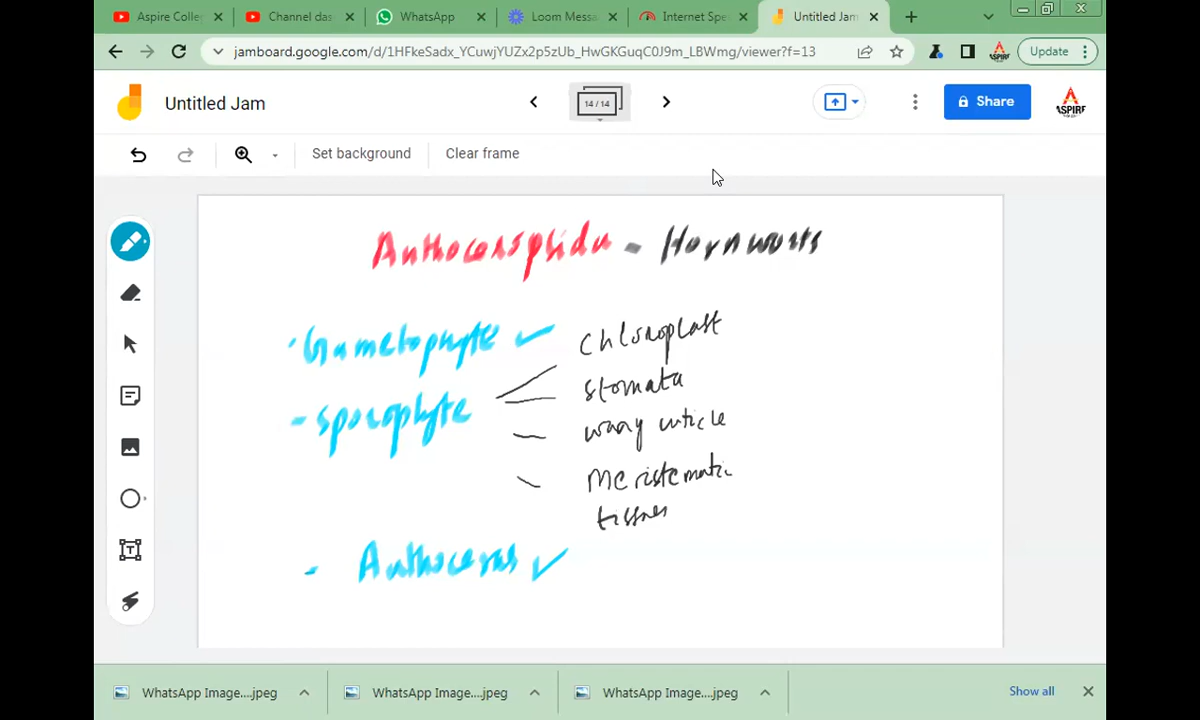 Aspire Colle
Channel das
WhatsApp
Loom Messa
Internet Spe
Untitled Jam
jamboard.google.com/d/1HFkeSadx_YCuwjYUZx2p5zUb_HwGKGuqC0J9m_LBWmg/viewer?f=13
Update
Untitled Jam
14 / 14
Share
ASPIRE
Set background
Clear frame
- Hornworts
Gametophyte
chloroplast
stomata
- sporophyte
waxy cuticle
Meristematic
tissues
- Anthoceros
WhatsApp Image....jpeg
WhatsApp Image....jpeg
WhatsApp Image....jpeg
Show all